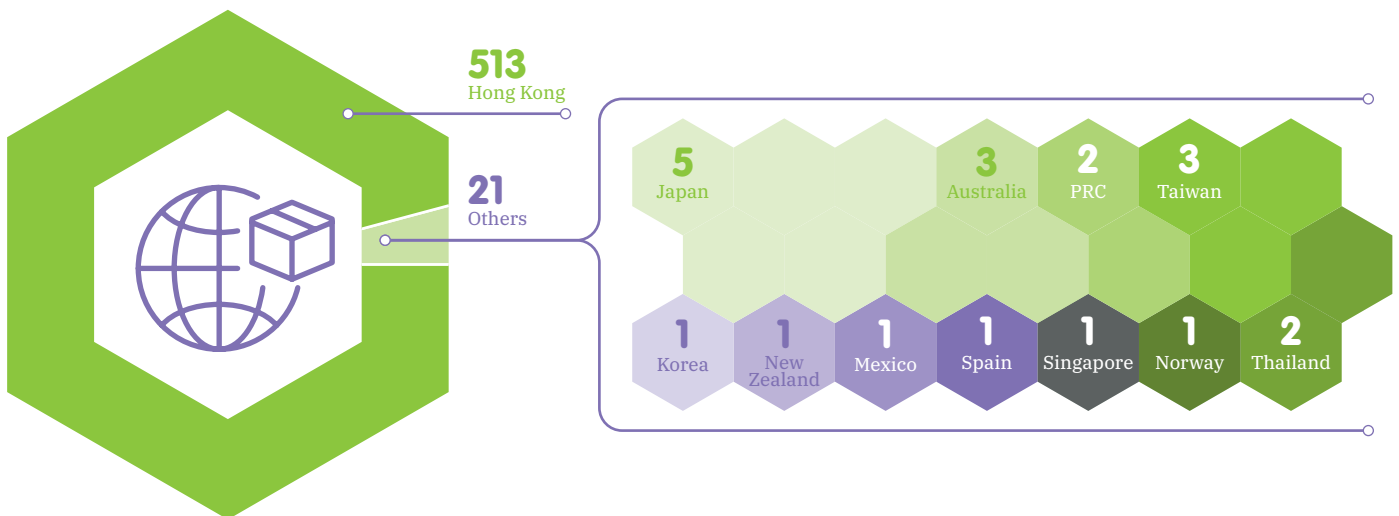 513
Hong Kong
21
Others
5
Japan
3
Australia
2
PRC
3
Taiwan
1
Korea
1
New
Zealand
1
Mexico
1
Spain
1
Singapore
1
Norway
2
Thailand